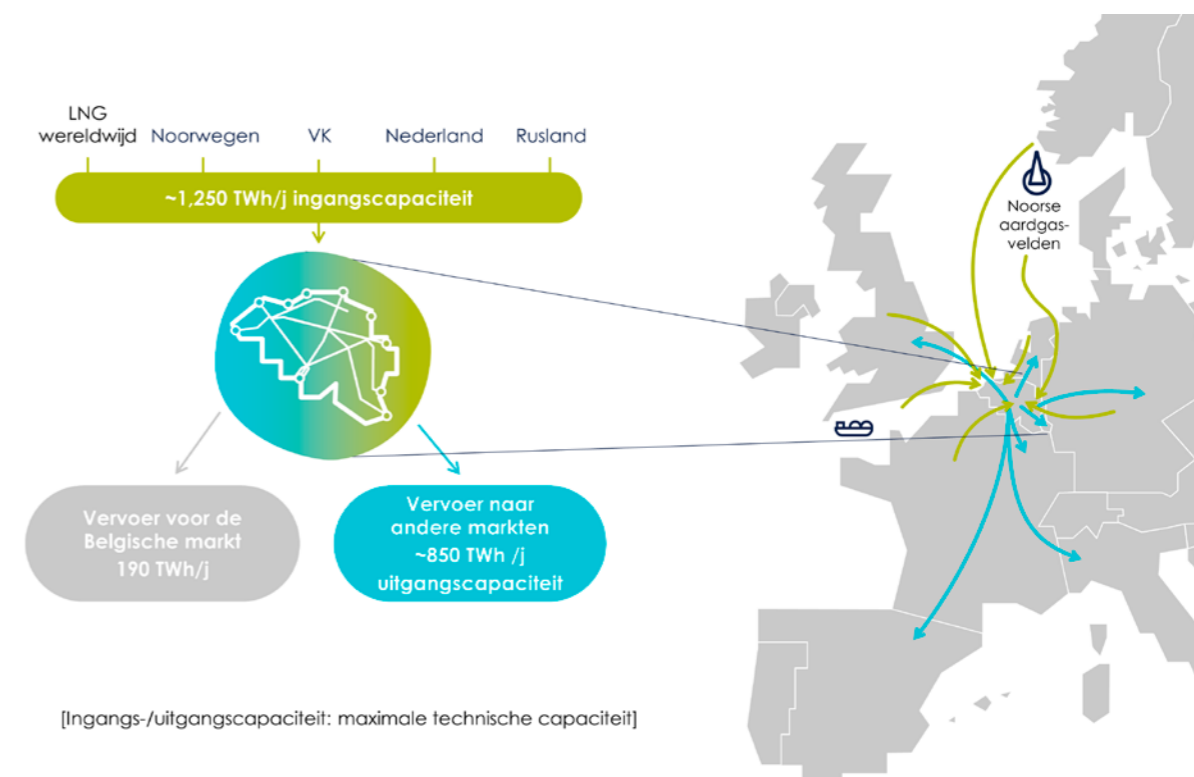 LNG
wereldwijd
Noorwegen
VK
Nederland
Rusland
~1,250 TWh/j ingangscapaciteit
Noorse
aardgas-
velden
Vervoer voor de
Belgische markt
190 TWh/j
Vervoer naar
andere markten
~850 TWh /j
uitgangscapaciteit
[Ingangs-/uitgangscapaciteit: maximale technische capaciteit]